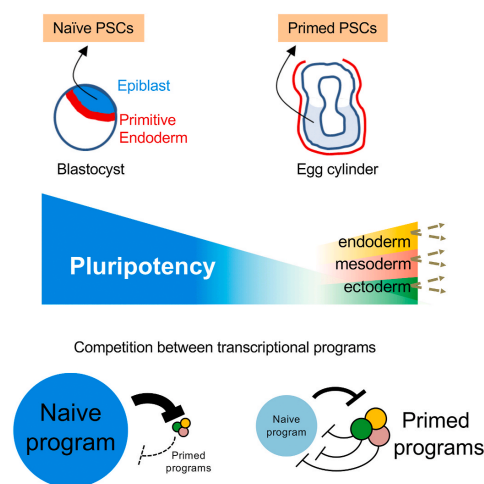 Naïve PSCs
Primed PSCs
Epiblast
Primitive
Endoderm
Blastocyst
Egg cylinder
Pluripotency
endoderm
mesoderm
ectoderm
Competition between transcriptional programs
Naive
program
Primed
programs
Naive
program
Primed
programs